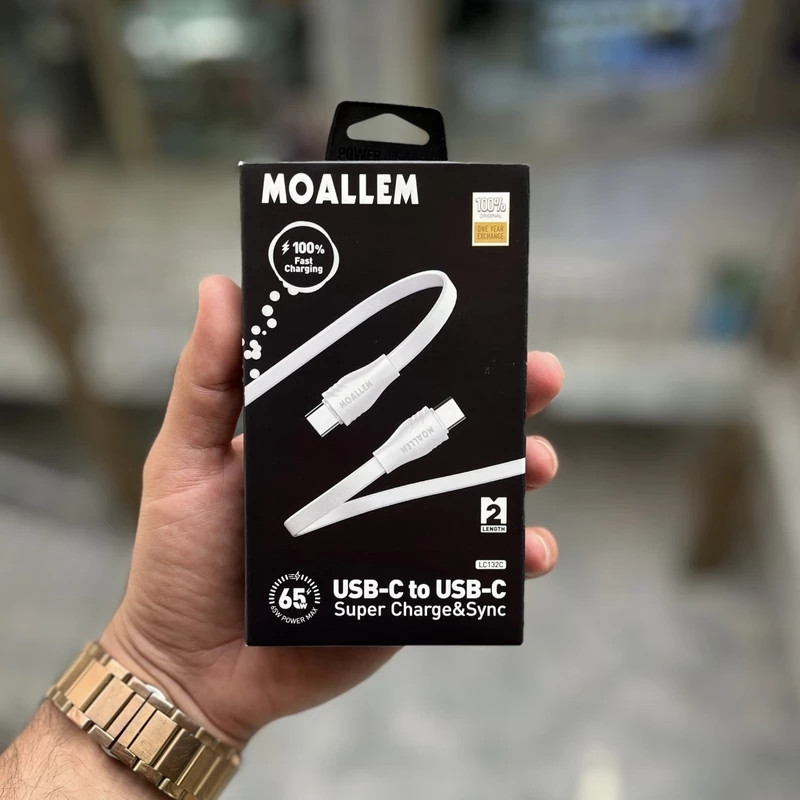 POWER
MOALLEM
100%
ORIGINAL
ONE YEAR
EXCHANGE
100%
Fast
Charging
MOALLEM
MOALLEM
M
2
LENGTH
LC132C
65W
65W POWER MAX
USB-C to USB-C
Super Charge&Sync